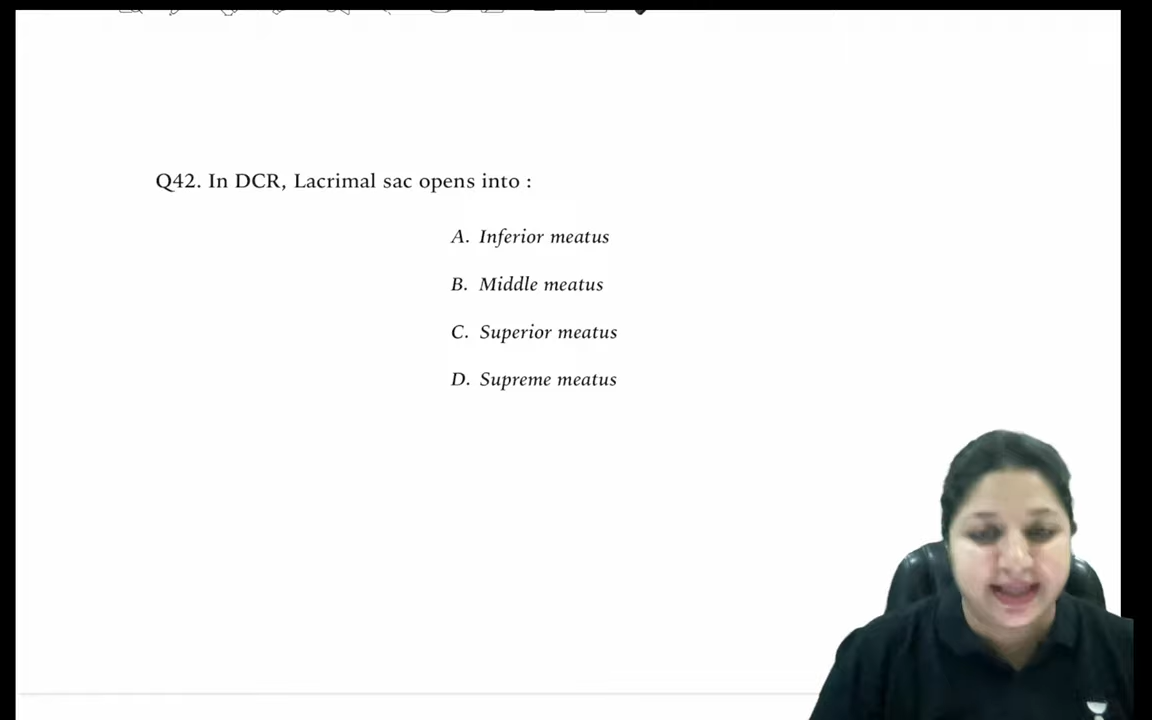 Q42. In DCR, Lacrimal sac opens into :
A. Inferior meatus
B. Middle meatus
C. Superior meatus
D. Supreme meatus